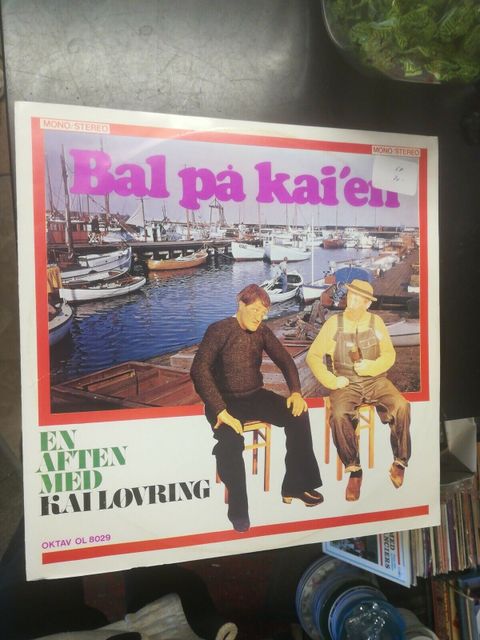 MONO/STEREO
MONO/STEREO
Bal på kai'en
EN
AFTEN
MED
KAI LØVRING
OKTAV OL 8029